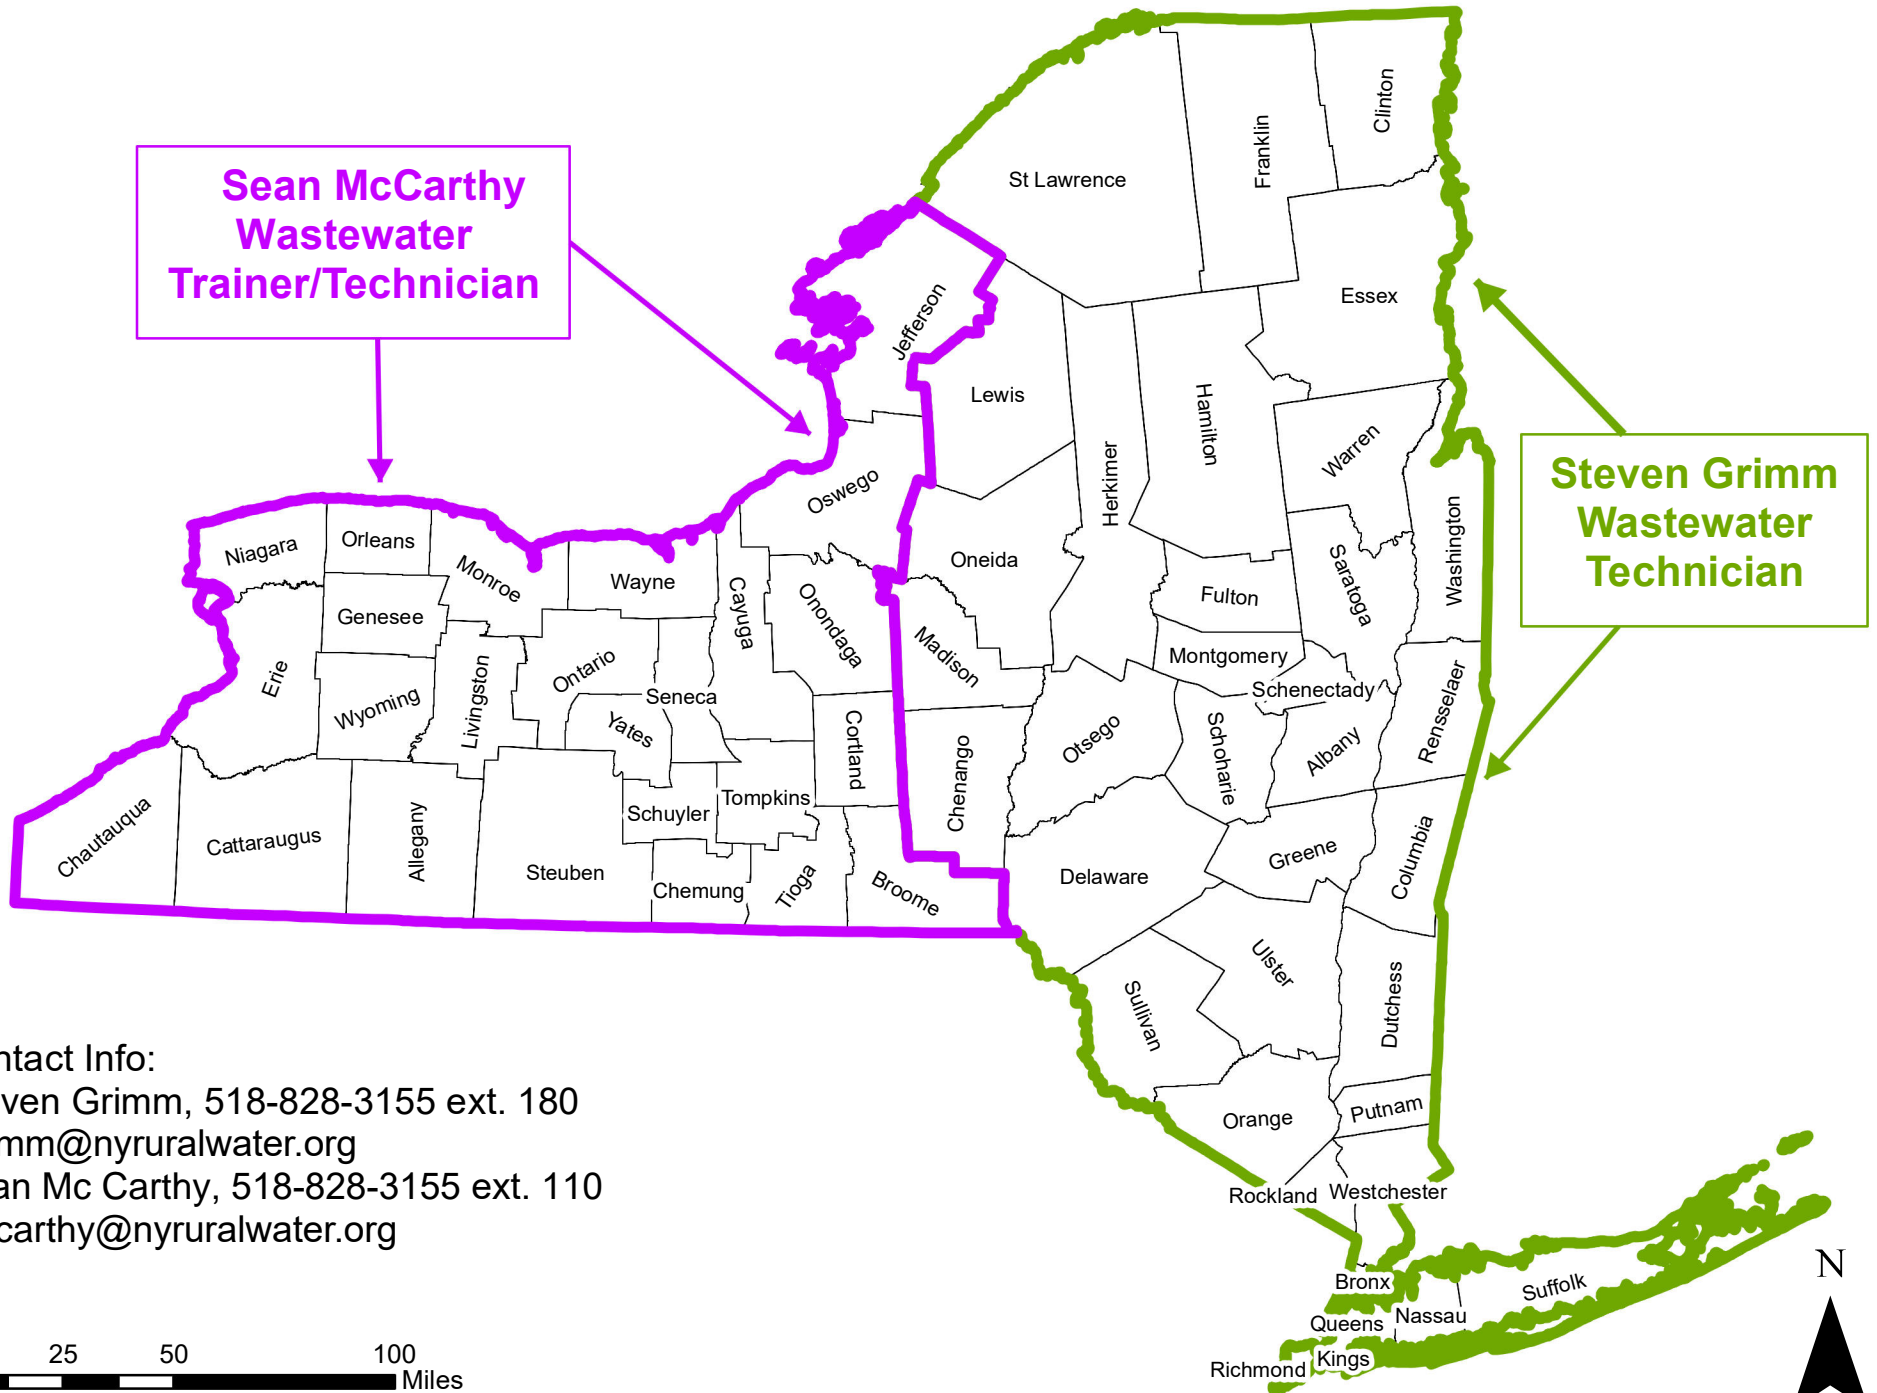 Sean McCarthy
Wastewater
Trainer/Technician
Steven Grimm
Wastewater
Technician
St Lawrence
Franklin
Clinton
Essex
Jefferson
Lewis
Hamilton
Herkimer
Warren
Washington
Oswego
Oneida
Fulton
Saratoga
Niagara
Orleans
Monroe
Wayne
Cayuga
Onondaga
Madison
Montgomery
Schenectady
Rensselaer
Genesee
Erie
Wyoming
Livingston
Ontario
Seneca
Yates
Cortland
Chenango
Otsego
Schoharie
Albany
Chautauqua
Cattaraugus
Allegany
Steuben
Schuyler
Tompkins
Chemung
Tioga
Broome
Delaware
Greene
Columbia
Ulster
Sullivan
Dutchess
Orange
Putnam
Rockland
Westchester
Bronx
Queens
Nassau
Suffolk
Kings
Richmond
ntact Info:
ven Grimm, 518-828-3155 ext. 180
mm@nyruralwater.org
an Mc Carthy, 518-828-3155 ext. 110
carthy@nyruralwater.org
25 50 100
Miles
N